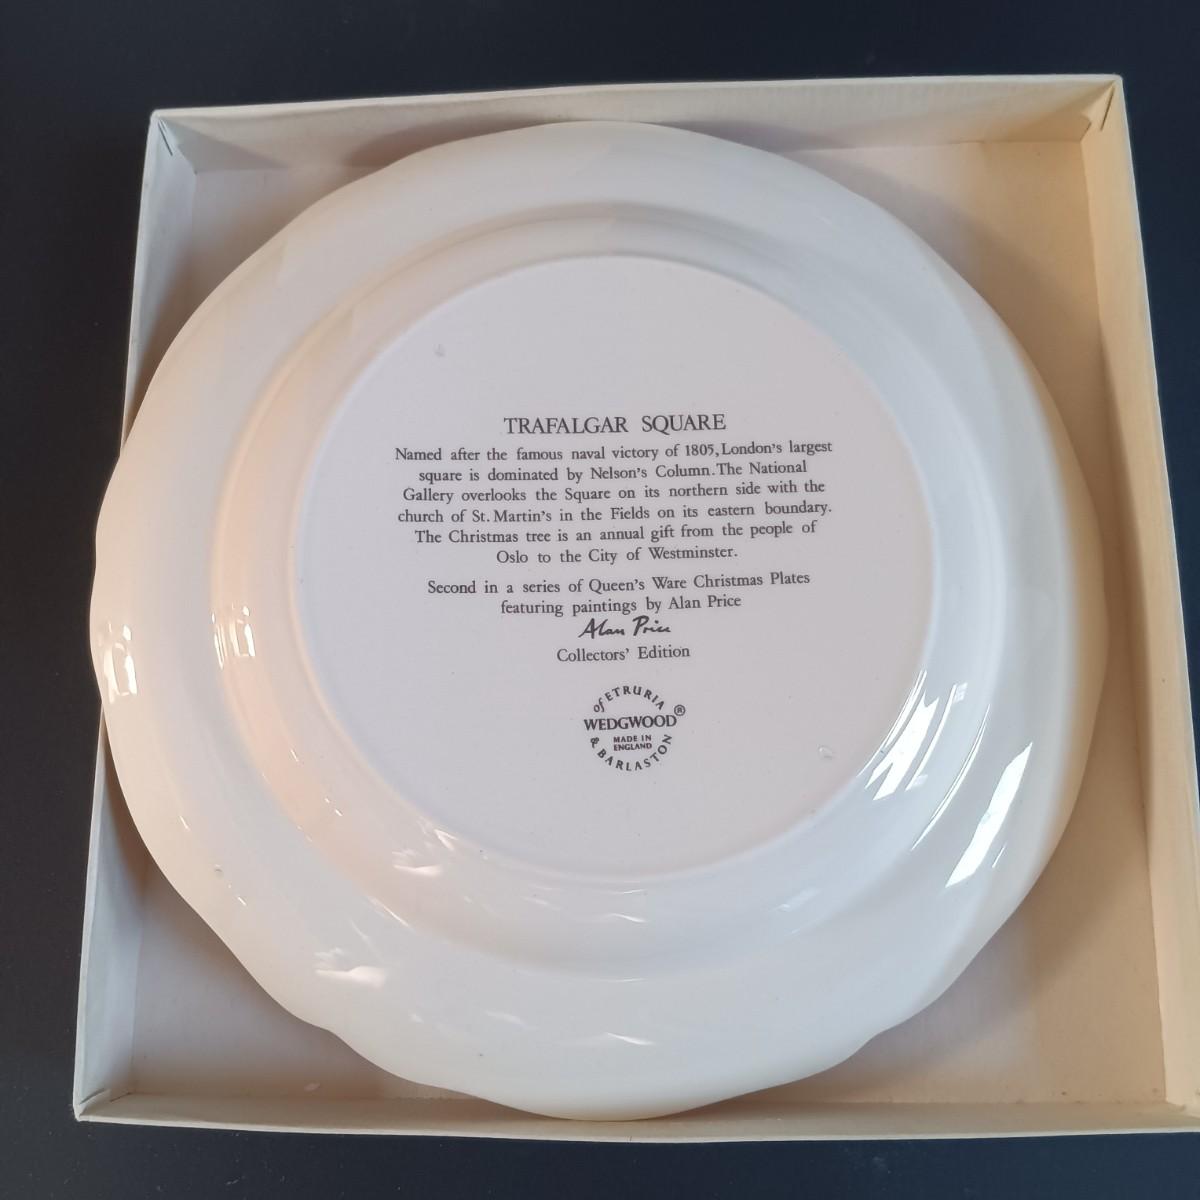 TRAFALGAR SQUARE
Named after the famous naval victory of 1805, London's largest
square is dominated by Nelson's Column. The National
Gallery overlooks the Square on its northern side with the
church of St. Martin's in the Fields on its eastern boundary.
The Christmas tree is an annual gift from the people of
Oslo to the City of Westminster.
Second in a series of Queen's Ware Christmas Plates
featuring paintings by Alan Price
Alan Price
Collectors' Edition
of ETRURIA
WEDGWOOD®
MADE IN
ENGLAND
& BARLASTON